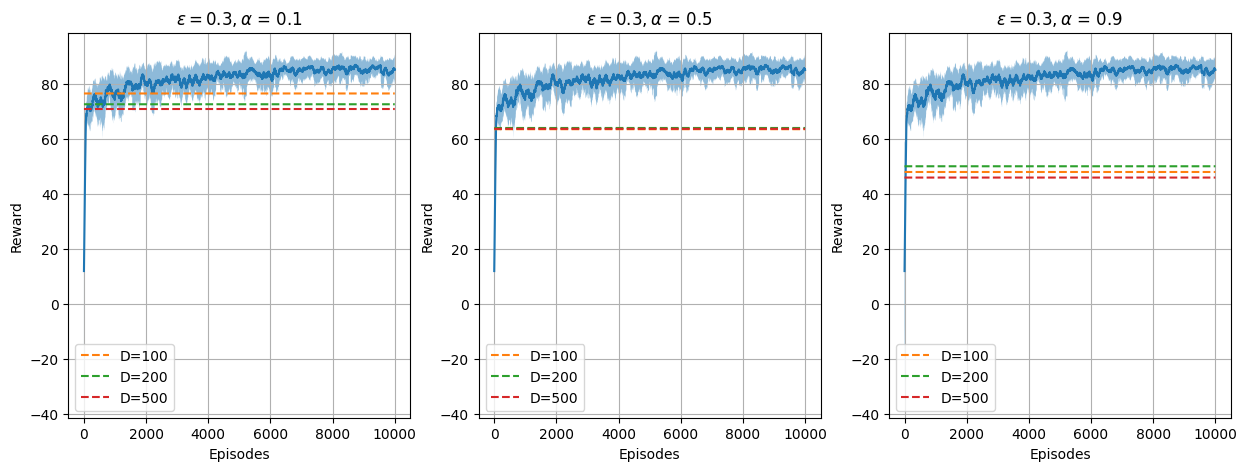 ε = 0.3, α = 0.1
Reward
80
60
40
20
0
−20
−40
D=100
D=200
D=500
0 2000 4000 6000 8000 10000
Episodes
ε = 0.3, α = 0.5
Reward
80
60
40
20
0
−20
−40
D=100
D=200
D=500
0 2000 4000 6000 8000 10000
Episodes
ε = 0.3, α = 0.9
Reward
80
60
40
20
0
−20
−40
D=100
D=200
D=500
0 2000 4000 6000 8000 10000
Episodes